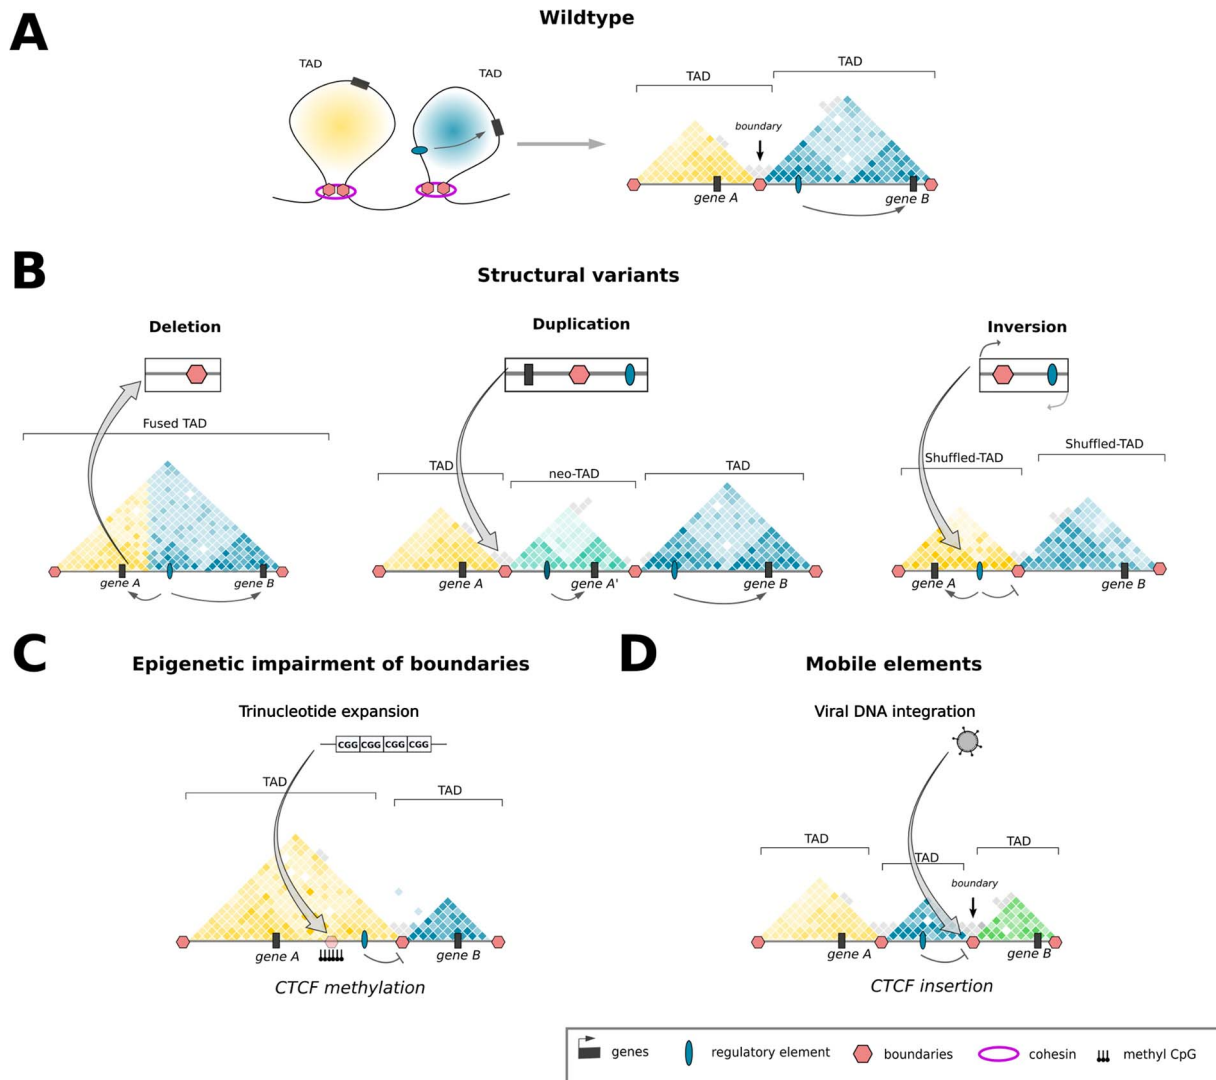 A
Wildtype
TAD
TAD
TAD
TAD
boundary
gene A
gene B
B
Structural variants
Deletion
Duplication
Inversion
Fused TAD
TAD
neo-TAD
TAD
Shuffled-TAD
Shuffled-TAD
gene A
gene B
gene A
gene A'
gene B
gene A
gene B
C
Epigenetic impairment of boundaries
Trinucleotide expansion
CGG CGG CGG CGG
TAD
TAD
gene A
gene B
CTCF methylation
D
Mobile elements
Viral DNA integration
TAD
TAD
TAD
boundary
gene A
gene B
CTCF insertion
genes
regulatory element
boundaries
cohesin
methyl CpG